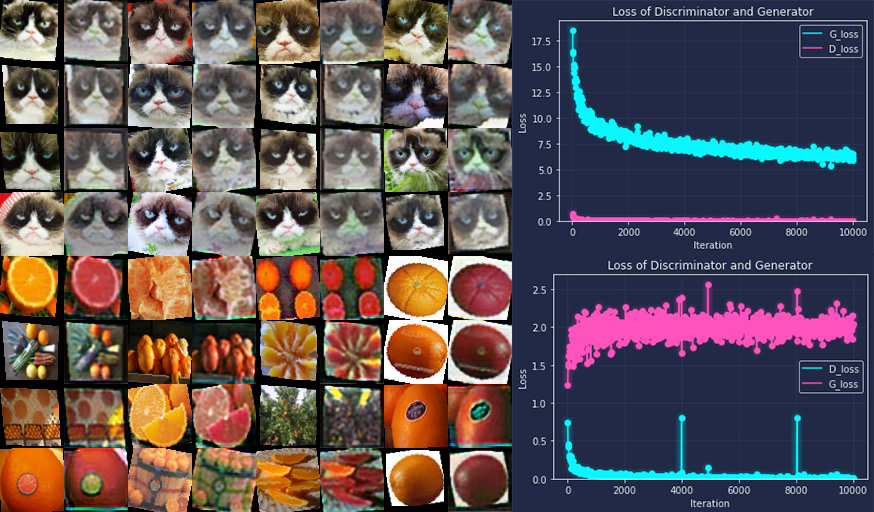 Loss of Discriminator and Generator
G_loss
D_loss
17.5
15.0
12.5
10.0
7.5
5.0
2.5
0.0
Loss
0 2000 4000 6000 8000 10000
Iteration
Loss of Discriminator and Generator
2.5
2.0
1.5
1.0
0.5
0.0
Loss
D_loss
G_loss
0 2000 4000 6000 8000 10000
Iteration